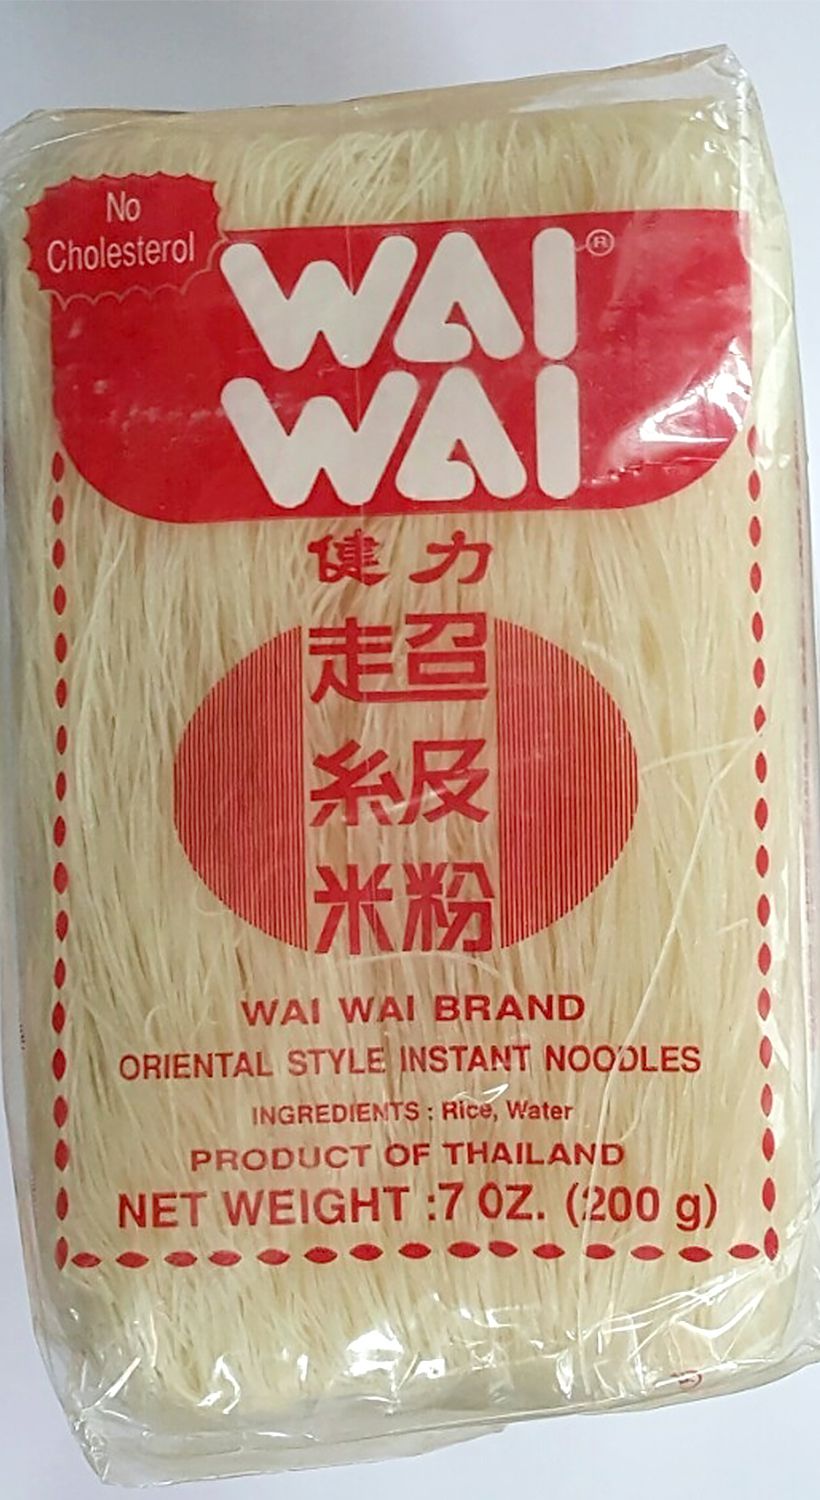 No
Cholesterol
WAI®
WAI
健力
超
級
米粉
WAI WAI BRAND
ORIENTAL STYLE INSTANT NOODLES
INGREDIENTS : Rice, Water
PRODUCT OF THAILAND
NET WEIGHT :7 OZ. (200 g)